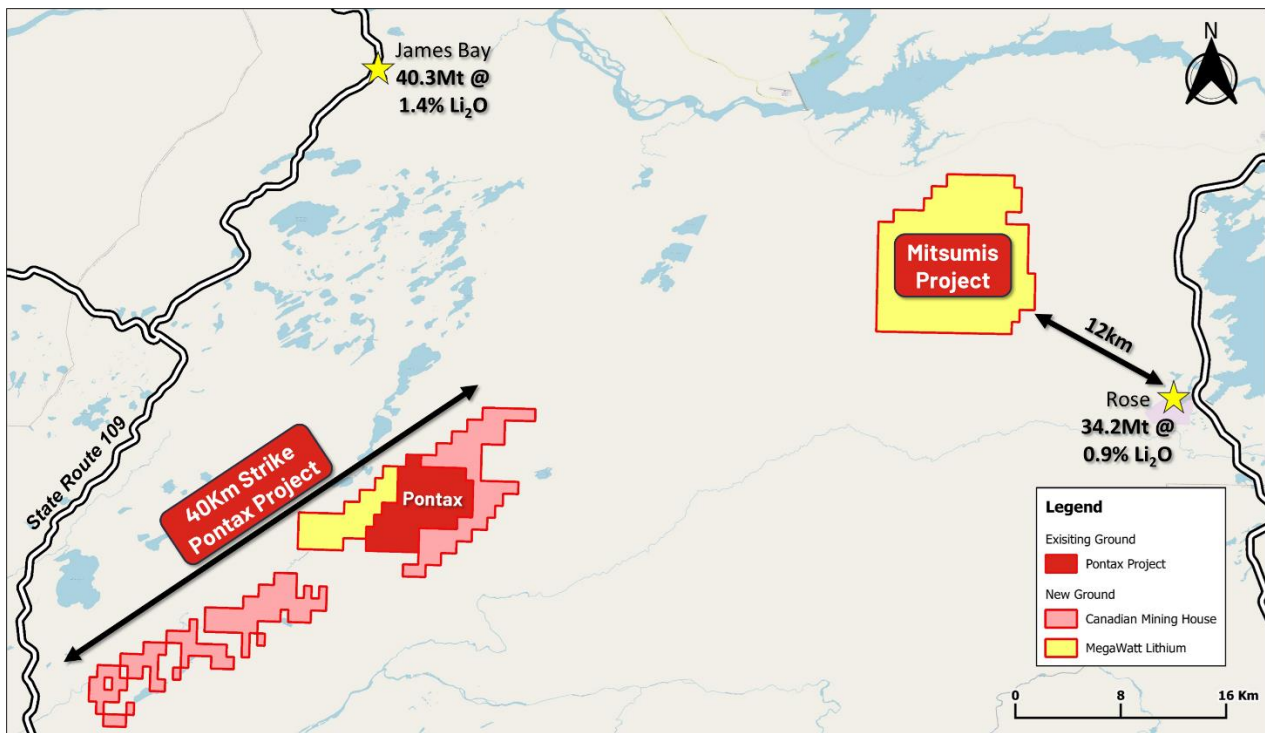 James Bay
40.3Mt @
1.4% Li₂O
N
Mitsumis
Project
12km
Rose
34.2Mt @
0.9% Li₂O
State Route 109
40Km Strike
Pontax Project
Pontax
Legend
Exisiting Ground
Pontax Project
New Ground
Canadian Mining House
MegaWatt Lithium
0 8 16 Km